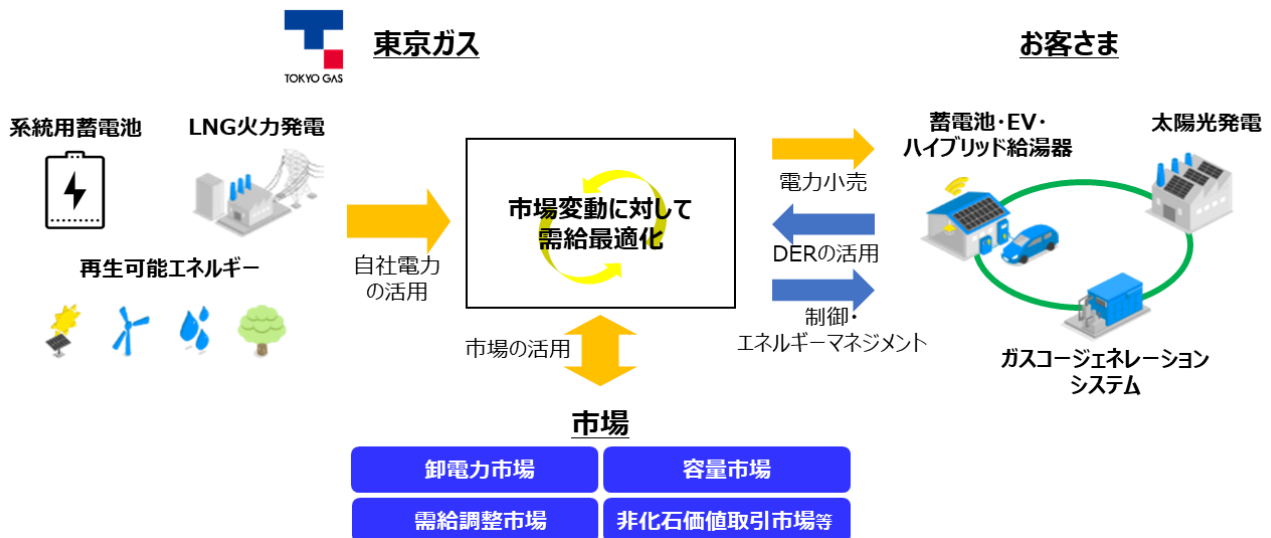 東京ガス
TOKYO GAS
お客さま
系統用蓄電池
LNG火力発電
再生可能エネルギー
自社電力
の活用
市場変動に対して
需給最適化
電力小売
DERの活用
制御・
エネルギーマネジメント
蓄電池・EV・
ハイブリッド給湯器
太陽光発電
ガスコージェネレーション
システム
市場の活用
市場
卸電力市場
容量市場
需給調整市場
非化石価値取引市場等